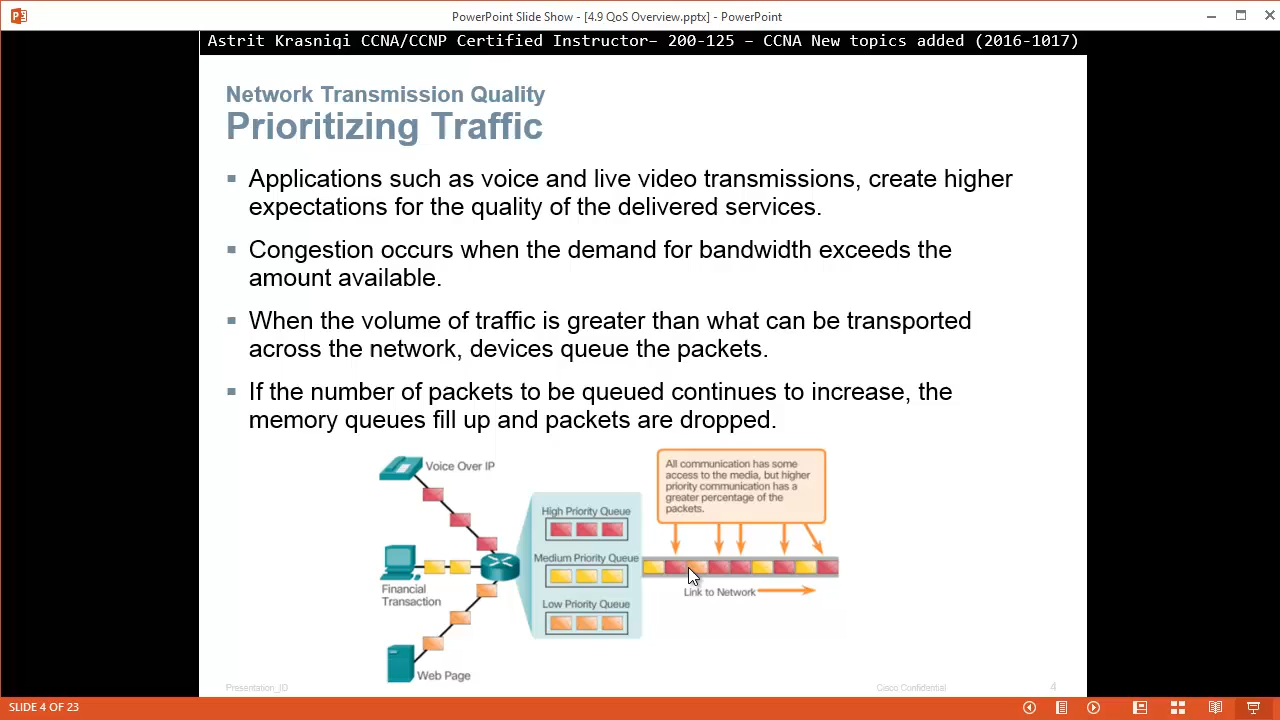 PowerPoint Slide Show - [4.9 QoS Overview.pptx] - PowerPoint
Astrit Krasniqi CCNA/CCNP Certified Instructor– 200-125 – CCNA New topics added (2016-1017)
Network Transmission Quality
Prioritizing Traffic
Applications such as voice and live video transmissions, create higher
expectations for the quality of the delivered services.
Congestion occurs when the demand for bandwidth exceeds the
amount available.
When the volume of traffic is greater than what can be transported
across the network, devices queue the packets.
If the number of packets to be queued continues to increase, the
memory queues fill up and packets are dropped.
Voice Over IP
Financial
Transaction
Web Page
High Priority Queue
Medium Priority Queue
Low Priority Queue
All communication has some
access to the media, but higher
priority communication has a
greater percentage of the
packets.
Link to Network
Presentation_ID
Cisco Confidential
4
SLIDE 4 OF 23